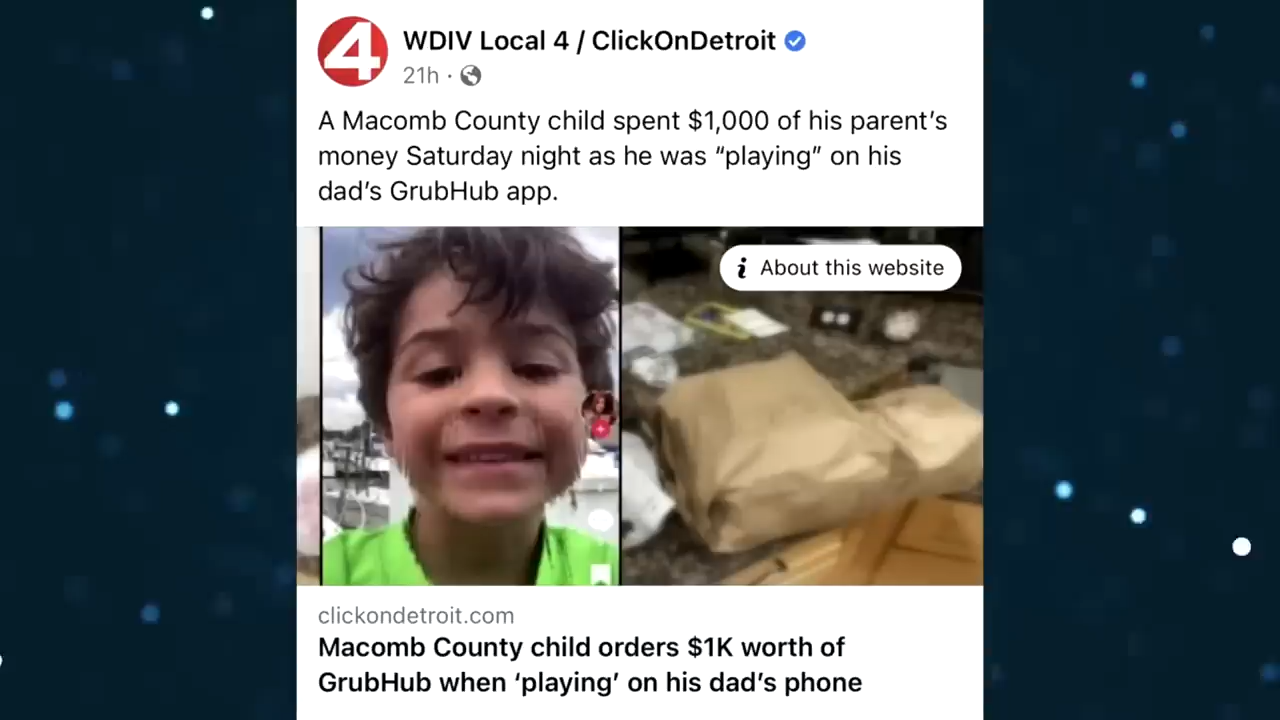 4
WDIV Local 4 / ClickOnDetroit
21h ·
A Macomb County child spent $1,000 of his parent’s
money Saturday night as he was “playing” on his
dad’s GrubHub app.
i About this website
clickondetroit.com
Macomb County child orders $1K worth of
GrubHub when ‘playing’ on his dad’s phone